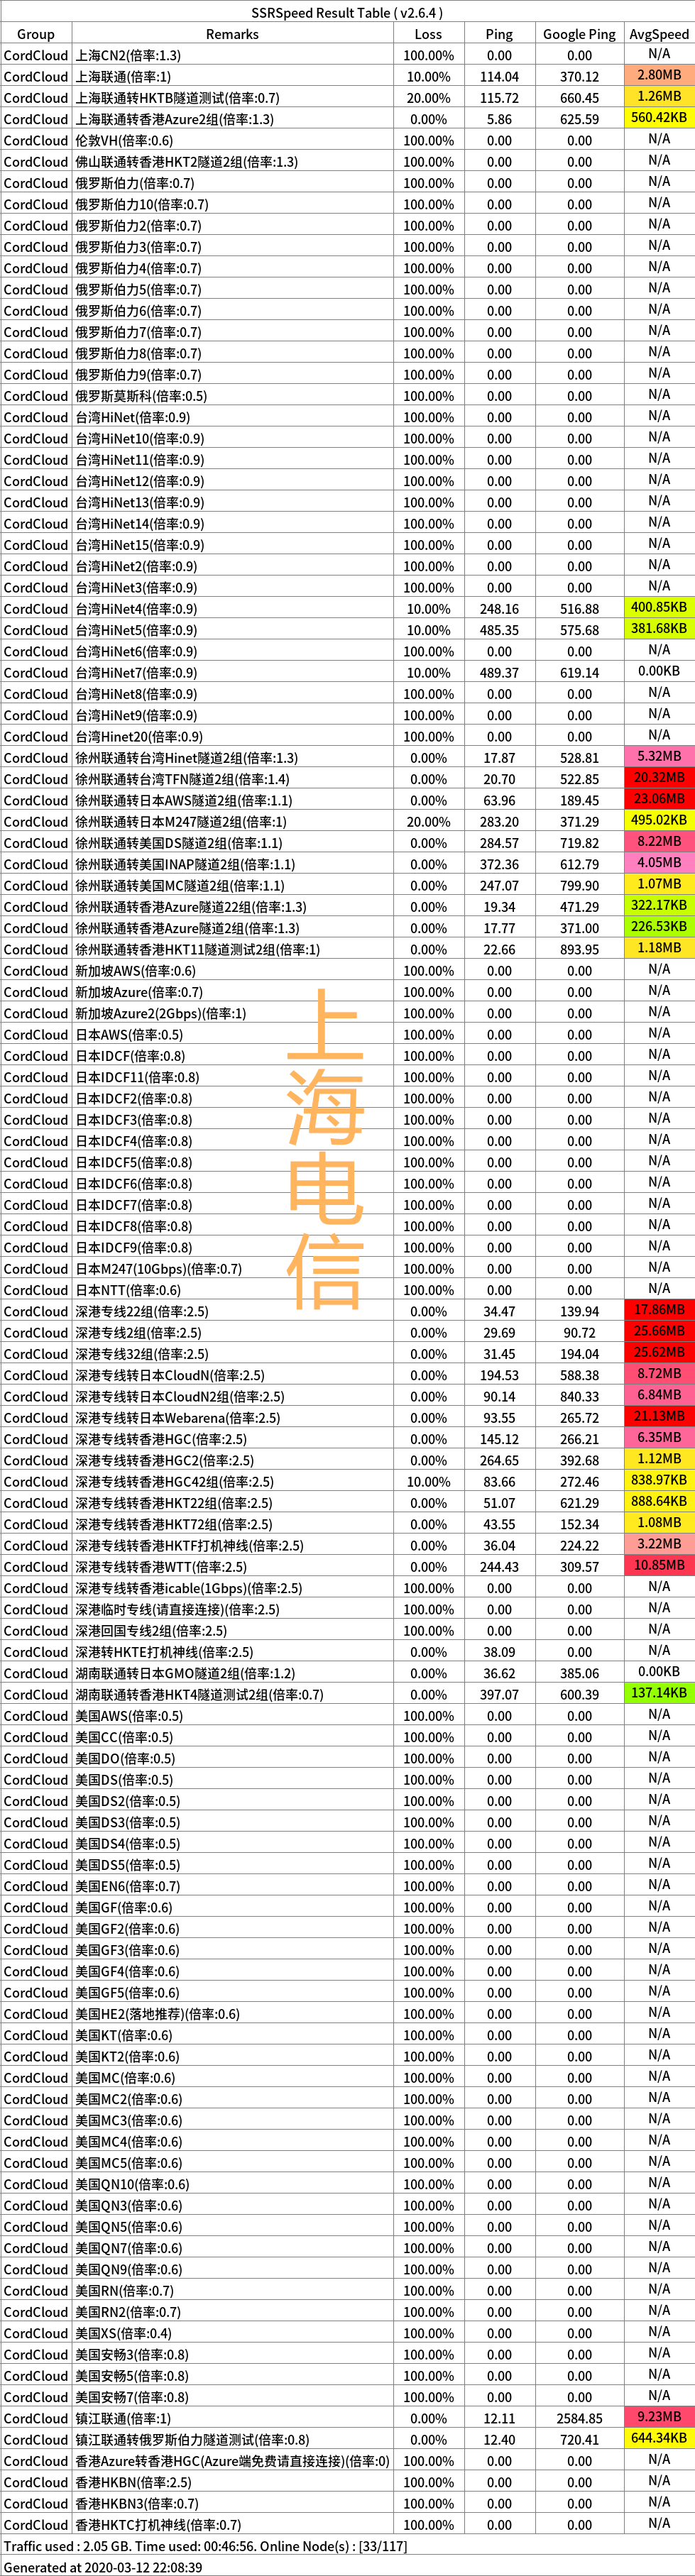 SSRSpeed Result Table ( v2.6.4 )
Group Remarks Loss Ping Google Ping AvgSpeed
CordCloud 上海CN2(倍率:1.3) 100.00% 0.00 0.00 N/A
CordCloud 上海联通(倍率:1) 10.00% 114.04 370.12 2.80MB
CordCloud 上海联通转HKTB隧道测试(倍率:0.7) 20.00% 115.72 660.45 1.26MB
CordCloud 上海联通转香港Azure2组(倍率:1.3) 0.00% 5.86 625.59 560.42KB
CordCloud 伦敦VH(倍率:0.6) 100.00% 0.00 0.00 N/A
CordCloud 佛山联通转香港HKT2隧道2组(倍率:1.3) 100.00% 0.00 0.00 N/A
CordCloud 俄罗斯伯力(倍率:0.7) 100.00% 0.00 0.00 N/A
CordCloud 俄罗斯伯力10(倍率:0.7) 100.00% 0.00 0.00 N/A
CordCloud 俄罗斯伯力2(倍率:0.7) 100.00% 0.00 0.00 N/A
CordCloud 俄罗斯伯力3(倍率:0.7) 100.00% 0.00 0.00 N/A
CordCloud 俄罗斯伯力4(倍率:0.7) 100.00% 0.00 0.00 N/A
CordCloud 俄罗斯伯力5(倍率:0.7) 100.00% 0.00 0.00 N/A
CordCloud 俄罗斯伯力6(倍率:0.7) 100.00% 0.00 0.00 N/A
CordCloud 俄罗斯伯力7(倍率:0.7) 100.00% 0.00 0.00 N/A
CordCloud 俄罗斯伯力8(倍率:0.7) 100.00% 0.00 0.00 N/A
CordCloud 俄罗斯伯力9(倍率:0.7) 100.00% 0.00 0.00 N/A
CordCloud 俄罗斯莫斯科(倍率:0.5) 100.00% 0.00 0.00 N/A
CordCloud 台湾HiNet(倍率:0.9) 100.00% 0.00 0.00 N/A
CordCloud 台湾HiNet10(倍率:0.9) 100.00% 0.00 0.00 N/A
CordCloud 台湾HiNet11(倍率:0.9) 100.00% 0.00 0.00 N/A
CordCloud 台湾HiNet12(倍率:0.9) 100.00% 0.00 0.00 N/A
CordCloud 台湾HiNet13(倍率:0.9) 100.00% 0.00 0.00 N/A
CordCloud 台湾HiNet14(倍率:0.9) 100.00% 0.00 0.00 N/A
CordCloud 台湾HiNet15(倍率:0.9) 100.00% 0.00 0.00 N/A
CordCloud 台湾HiNet2(倍率:0.9) 100.00% 0.00 0.00 N/A
CordCloud 台湾HiNet3(倍率:0.9) 100.00% 0.00 0.00 N/A
CordCloud 台湾HiNet4(倍率:0.9) 10.00% 248.16 516.88 400.85KB
CordCloud 台湾HiNet5(倍率:0.9) 10.00% 485.35 575.68 381.68KB
CordCloud 台湾HiNet6(倍率:0.9) 100.00% 0.00 0.00 N/A
CordCloud 台湾HiNet7(倍率:0.9) 10.00% 489.37 619.14 0.00KB
CordCloud 台湾HiNet8(倍率:0.9) 100.00% 0.00 0.00 N/A
CordCloud 台湾HiNet9(倍率:0.9) 100.00% 0.00 0.00 N/A
CordCloud 台湾Hinet20(倍率:0.9) 100.00% 0.00 0.00 N/A
CordCloud 徐州联通转台湾Hinet隧道2组(倍率:1.3) 0.00% 17.87 528.81 5.32MB
CordCloud 徐州联通转台湾TFN隧道2组(倍率:1.4) 0.00% 20.70 522.85 20.32MB
CordCloud 徐州联通转日本AWS隧道2组(倍率:1.1) 0.00% 63.96 189.45 23.06MB
CordCloud 徐州联通转日本M247隧道2组(倍率:1) 20.00% 283.20 371.29 495.02KB
CordCloud 徐州联通转美国DS隧道2组(倍率:1.1) 0.00% 284.57 719.82 8.22MB
CordCloud 徐州联通转美国INAP隧道2组(倍率:1.1) 0.00% 372.36 612.79 4.05MB
CordCloud 徐州联通转美国MC隧道2组(倍率:1.1) 0.00% 247.07 799.90 1.07MB
CordCloud 徐州联通转香港Azure隧道22组(倍率:1.3) 0.00% 19.34 471.29 322.17KB
CordCloud 徐州联通转香港Azure隧道2组(倍率:1.3) 0.00% 17.77 371.00 226.53KB
CordCloud 徐州联通转香港HKT11隧道测试2组(倍率:1) 0.00% 22.66 893.95 1.18MB
CordCloud 新加坡AWS(倍率:0.6) 100.00% 0.00 0.00 N/A
CordCloud 新加坡Azure(倍率:0.7) 100.00% 0.00 0.00 N/A
CordCloud 新加坡Azure2(2Gbps)(倍率:1) 100.00% 0.00 0.00 N/A
CordCloud 日本AWS(倍率:0.5) 100.00% 0.00 0.00 N/A
CordCloud 日本IDCF(倍率:0.8) 100.00% 0.00 0.00 N/A
CordCloud 日本IDCF11(倍率:0.8) 100.00% 0.00 0.00 N/A
CordCloud 日本IDCF2(倍率:0.8) 100.00% 0.00 0.00 N/A
CordCloud 日本IDCF3(倍率:0.8) 100.00% 0.00 0.00 N/A
CordCloud 日本IDCF4(倍率:0.8) 100.00% 0.00 0.00 N/A
CordCloud 日本IDCF5(倍率:0.8) 100.00% 0.00 0.00 N/A
CordCloud 日本IDCF6(倍率:0.8) 100.00% 0.00 0.00 N/A
CordCloud 日本IDCF7(倍率:0.8) 100.00% 0.00 0.00 N/A
CordCloud 日本IDCF8(倍率:0.8) 100.00% 0.00 0.00 N/A
CordCloud 日本IDCF9(倍率:0.8) 100.00% 0.00 0.00 N/A
CordCloud 日本M247(10Gbps)(倍率:0.7) 100.00% 0.00 0.00 N/A
CordCloud 日本NTT(倍率:0.6) 100.00% 0.00 0.00 N/A
上海电信
CordCloud 深港专线22组(倍率:2.5) 0.00% 34.47 139.94 17.86MB
CordCloud 深港专线2组(倍率:2.5) 0.00% 29.69 90.72 25.66MB
CordCloud 深港专线32组(倍率:2.5) 0.00% 31.45 194.04 25.62MB
CordCloud 深港专线转日本CloudN(倍率:2.5) 0.00% 194.53 588.38 8.72MB
CordCloud 深港专线转日本CloudN2组(倍率:2.5) 0.00% 90.14 840.33 6.84MB
CordCloud 深港专线转日本Webarena(倍率:2.5) 0.00% 93.55 265.72 21.13MB
CordCloud 深港专线转香港HGC(倍率:2.5) 0.00% 145.12 266.21 6.35MB
CordCloud 深港专线转香港HGC2(倍率:2.5) 0.00% 264.65 392.68 1.12MB
CordCloud 深港专线转香港HGC42组(倍率:2.5) 10.00% 83.66 272.46 838.97KB
CordCloud 深港专线转香港HKT22组(倍率:2.5) 0.00% 51.07 621.29 888.64KB
CordCloud 深港专线转香港HKT72组(倍率:2.5) 0.00% 43.55 152.34 1.08MB
CordCloud 深港专线转香港HKTF打机神线(倍率:2.5) 0.00% 36.04 224.22 3.22MB
CordCloud 深港专线转香港WTT(倍率:2.5) 0.00% 244.43 309.57 10.85MB
CordCloud 深港专线转香港icable(1Gbps)(倍率:2.5) 100.00% 0.00 0.00 N/A
CordCloud 深港临时专线(请直接连接)(倍率:2.5) 100.00% 0.00 0.00 N/A
CordCloud 深港回国专线2组(倍率:2.5) 100.00% 0.00 0.00 N/A
CordCloud 深港转HKTE打机神线(倍率:2.5) 0.00% 38.09 0.00 N/A
CordCloud 湖南联通转日本GMO隧道2组(倍率:1.2) 0.00% 36.62 385.06 0.00KB
CordCloud 湖南联通转香港HKT4隧道测试2组(倍率:0.7) 0.00% 397.07 600.39 137.14KB
CordCloud 美国AWS(倍率:0.5) 100.00% 0.00 0.00 N/A
CordCloud 美国CC(倍率:0.5) 100.00% 0.00 0.00 N/A
CordCloud 美国DO(倍率:0.5) 100.00% 0.00 0.00 N/A
CordCloud 美国DS(倍率:0.5) 100.00% 0.00 0.00 N/A
CordCloud 美国DS2(倍率:0.5) 100.00% 0.00 0.00 N/A
CordCloud 美国DS3(倍率:0.5) 100.00% 0.00 0.00 N/A
CordCloud 美国DS4(倍率:0.5) 100.00% 0.00 0.00 N/A
CordCloud 美国DS5(倍率:0.5) 100.00% 0.00 0.00 N/A
CordCloud 美国EN6(倍率:0.7) 100.00% 0.00 0.00 N/A
CordCloud 美国GF(倍率:0.6) 100.00% 0.00 0.00 N/A
CordCloud 美国GF2(倍率:0.6) 100.00% 0.00 0.00 N/A
CordCloud 美国GF3(倍率:0.6) 100.00% 0.00 0.00 N/A
CordCloud 美国GF4(倍率:0.6) 100.00% 0.00 0.00 N/A
CordCloud 美国GF5(倍率:0.6) 100.00% 0.00 0.00 N/A
CordCloud 美国HE2(落地推荐)(倍率:0.6) 100.00% 0.00 0.00 N/A
CordCloud 美国KT(倍率:0.6) 100.00% 0.00 0.00 N/A
CordCloud 美国KT2(倍率:0.6) 100.00% 0.00 0.00 N/A
CordCloud 美国MC(倍率:0.6) 100.00% 0.00 0.00 N/A
CordCloud 美国MC2(倍率:0.6) 100.00% 0.00 0.00 N/A
CordCloud 美国MC3(倍率:0.6) 100.00% 0.00 0.00 N/A
CordCloud 美国MC4(倍率:0.6) 100.00% 0.00 0.00 N/A
CordCloud 美国MC5(倍率:0.6) 100.00% 0.00 0.00 N/A
CordCloud 美国QN10(倍率:0.6) 100.00% 0.00 0.00 N/A
CordCloud 美国QN3(倍率:0.6) 100.00% 0.00 0.00 N/A
CordCloud 美国QN5(倍率:0.6) 100.00% 0.00 0.00 N/A
CordCloud 美国QN7(倍率:0.6) 100.00% 0.00 0.00 N/A
CordCloud 美国QN9(倍率:0.6) 100.00% 0.00 0.00 N/A
CordCloud 美国RN(倍率:0.7) 100.00% 0.00 0.00 N/A
CordCloud 美国RN2(倍率:0.7) 100.00% 0.00 0.00 N/A
CordCloud 美国XS(倍率:0.4) 100.00% 0.00 0.00 N/A
CordCloud 美国安畅3(倍率:0.8) 100.00% 0.00 0.00 N/A
CordCloud 美国安畅5(倍率:0.8) 100.00% 0.00 0.00 N/A
CordCloud 美国安畅7(倍率:0.8) 100.00% 0.00 0.00 N/A
CordCloud 镇江联通(倍率:1) 0.00% 12.11 2584.85 9.23MB
CordCloud 镇江联通转俄罗斯伯力隧道测试(倍率:0.8) 0.00% 12.40 720.41 644.34KB
CordCloud 香港Azure转香港HGC(Azure端免费请直接连接)(倍率:0) 100.00% 0.00 0.00 N/A
CordCloud 香港HKBN(倍率:2.5) 100.00% 0.00 0.00 N/A
CordCloud 香港HKBN3(倍率:0.7) 100.00% 0.00 0.00 N/A
CordCloud 香港HKTC打机神线(倍率:0.7) 100.00% 0.00 0.00 N/A
Traffic used : 2.05 GB. Time used: 00:46:56. Online Node(s) : [33/117]
Generated at 2020-03-12 22:08:39